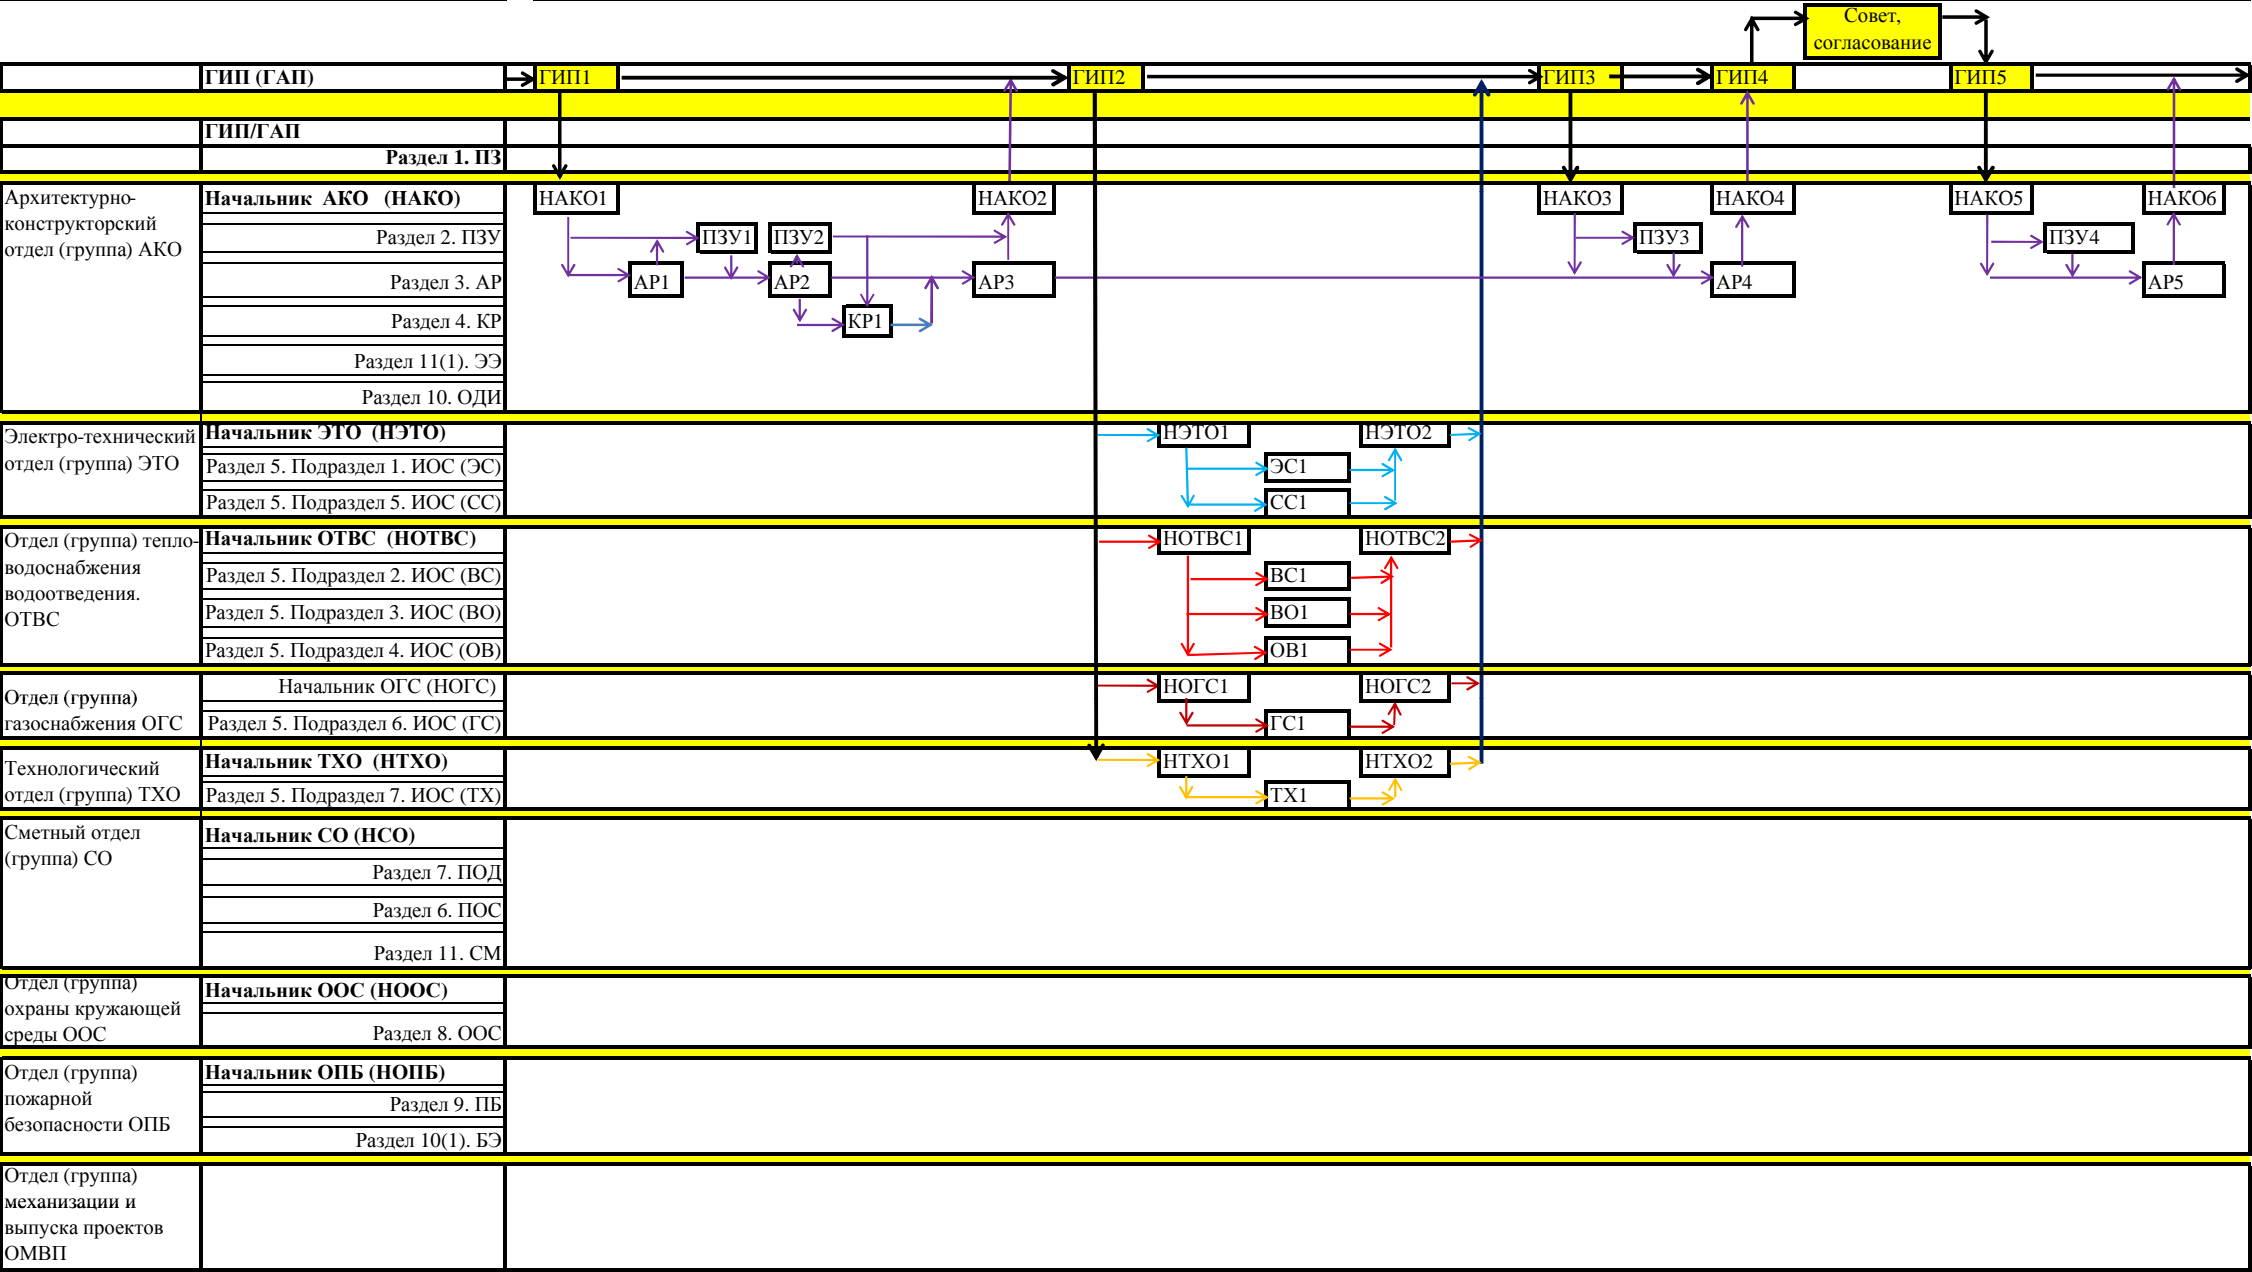 Совет,
согласование
ГИП (ГАП)
ГИП1
ГИП2
ГИП3
ГИП4
ГИП5
ГИП/ГАП
Раздел 1. ПЗ
Архитектурно-
конструкторский
отдел (группа) АКО
Начальник АКО (НАКО)
НАКО1
НАКО2
НАКО3
НАКО4
НАКО5
НАКО6
Раздел 2. ПЗУ
ПЗУ1
ПЗУ2
ПЗУ3
ПЗУ4
Раздел 3. АР
АР1
АР2
АР3
АР4
АР5
Раздел 4. КР
КР1
Раздел 11(1). ЭЭ
Раздел 10. ОДИ
Электро-технический
отдел (группа) ЭТО
Начальник ЭТО (НЭТО)
НЭТО1
НЭТО2
Раздел 5. Подраздел 1. ИОС (ЭС)
ЭС1
Раздел 5. Подраздел 5. ИОС (СС)
СС1
Отдел (группа) тепло-
водоснабжения
водоотведения.
ОТВС
Начальник ОТВС (НОТВС)
НОТВС1
НОТВС2
Раздел 5. Подраздел 2. ИОС (ВС)
ВС1
Раздел 5. Подраздел 3. ИОС (ВО)
ВО1
Раздел 5. Подраздел 4. ИОС (ОВ)
ОВ1
Отдел (группа)
газоснабжения ОГС
Начальник ОГС (НОГС)
НОГС1
НОГС2
Раздел 5. Подраздел 6. ИОС (ГС)
ГС1
Технологический
отдел (группа) ТХО
Начальник ТХО (НТХО)
НТХО1
НТХО2
Раздел 5. Подраздел 7. ИОС (ТХ)
ТХ1
Сметный отдел
(группа) СО
Начальник СО (НСО)
Раздел 7. ПОД
Раздел 6. ПОС
Раздел 11. СМ
Отдел (группа)
охраны кружающей
среды ООС
Начальник ООС (НООС)
Раздел 8. ООС
Отдел (группа)
пожарной
безопасности ОПБ
Начальник ОПБ (НОПБ)
Раздел 9. ПБ
Раздел 10(1). БЭ
Отдел (группа)
механизации и
выпуска проектов
ОМВП